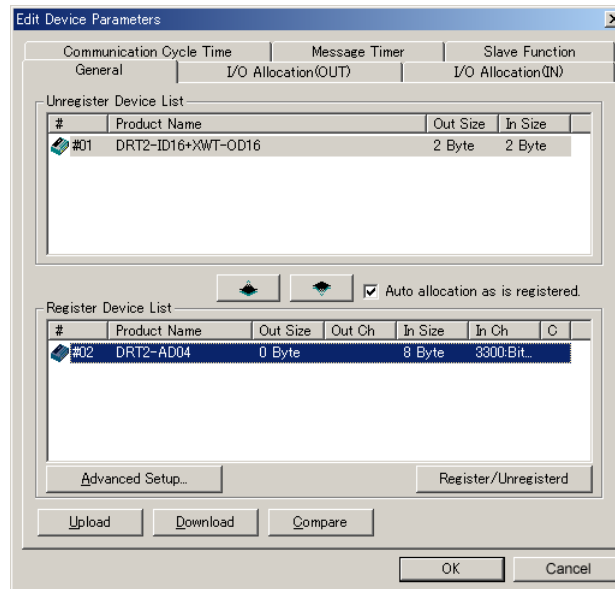 Edit Device Parameters
Communication Cycle Time Message Timer Slave Function
General I/O Allocation(OUT) I/O Allocation(IN)
Unregister Device List
# Product Name Out Size In Size
#01 DRT2-ID16+XWT-OD16 2 Byte 2 Byte
Auto allocation as is registered.
Register Device List
# Product Name Out Size Out Ch In Size In Ch C
#02 DRT2-AD04 0 Byte 8 Byte 3300:Bit...
Advanced Setup... Register/Unregisterd
Upload Download Compare
OK Cancel